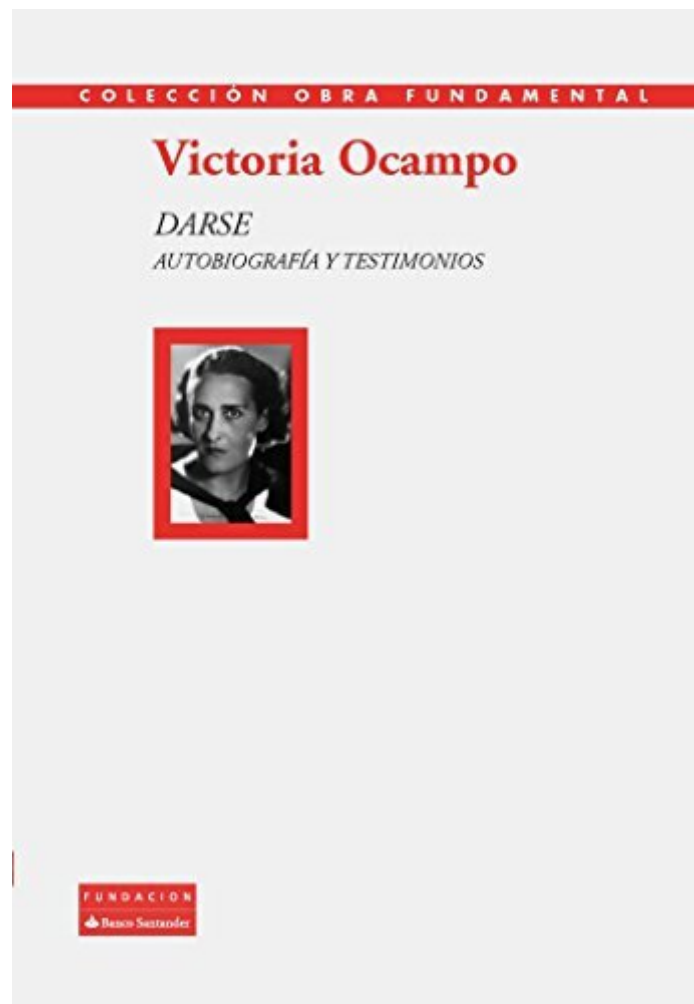 COLECCIÓN OBRA FUNDAMENTAL
Victoria Ocampo
DARSE
AUTOBIOGRAFÍA Y TESTIMONIOS
FUNDACION
Banco Santander